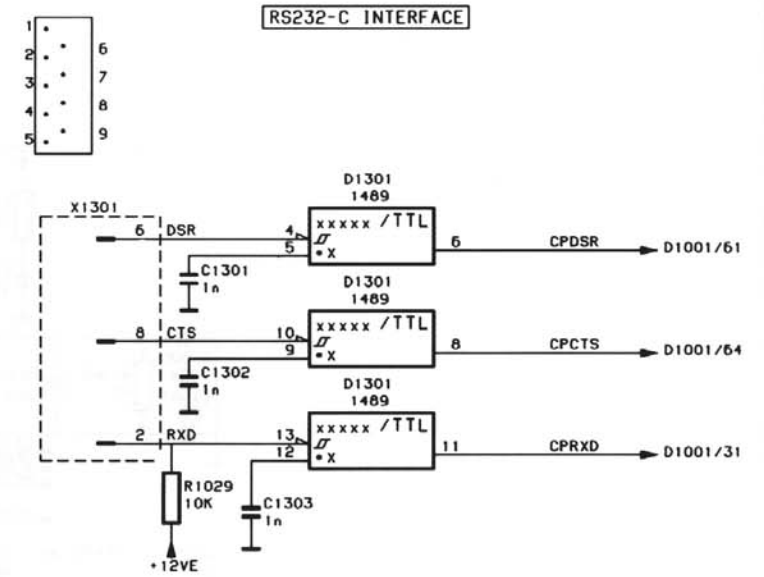 RS232-C INTERFACE
1
6
2
7
3
8
4
9
5
X1301
D1301
1489
xxxxx /TTL
6 DSR
4
5
• X
6
CPDSR
D1001/61
C1301
1n
D1301
1489
xxxxx /TTL
8 CTS
10
9
• X
8
CPCTS
D1001/64
C1302
1n
D1301
1489
xxxxx /TTL
2 RXD
13
12
• X
11
CPRXD
D1001/31
R1029
10K
C1303
1n
+12VE